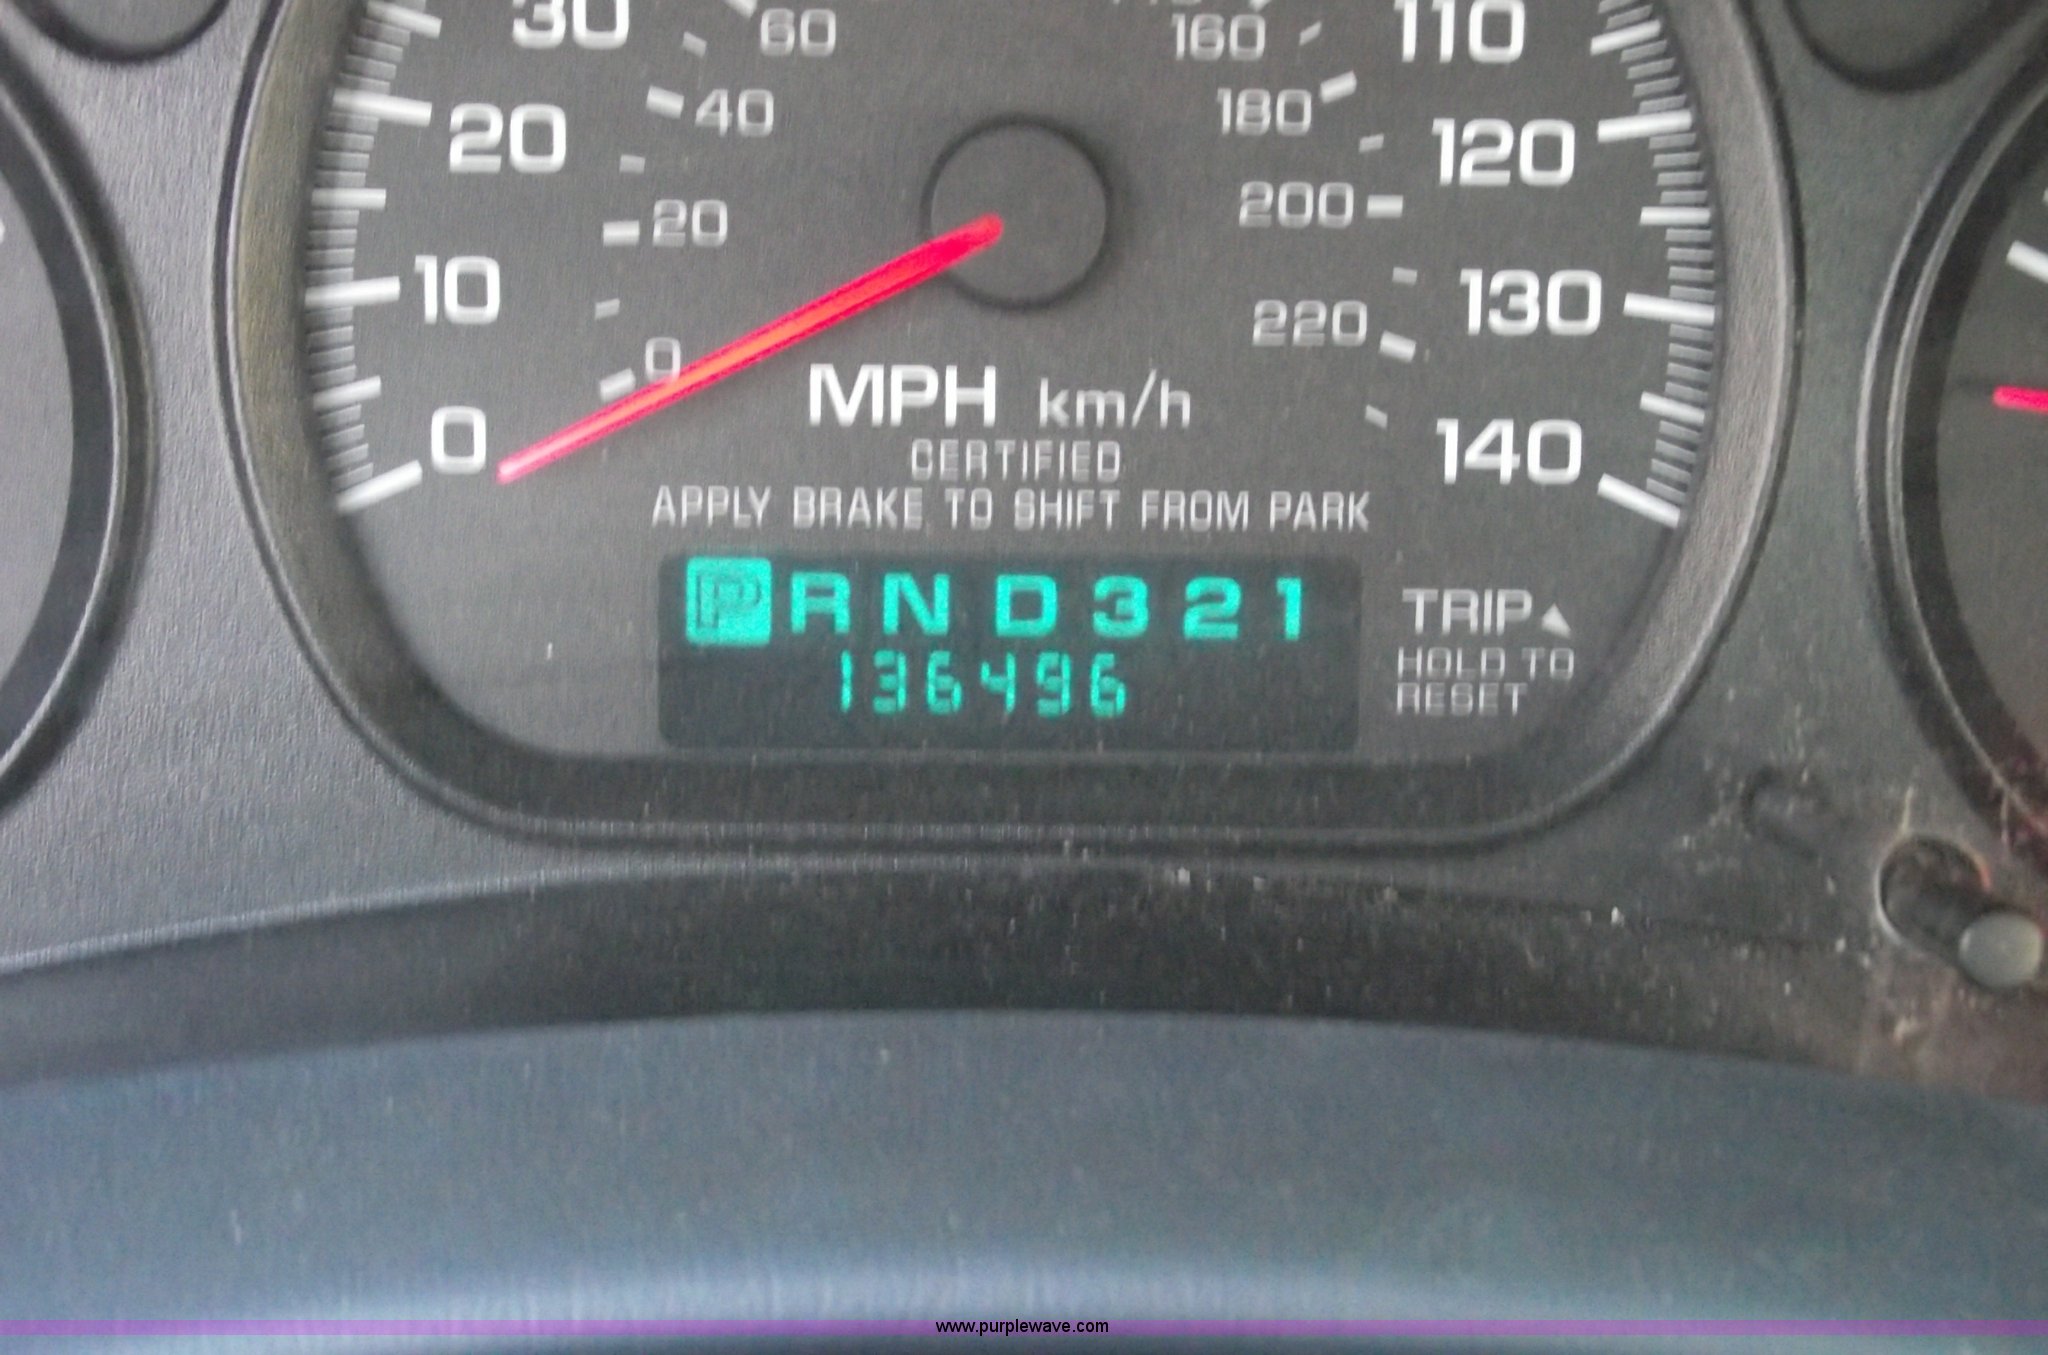 30
60
160
110
20
40
180
120
20
200
10
130
220
0
0
MPH km/h
140
CERTIFIED
APPLY BRAKE TO SHIFT FROM PARK
P R N D 3 2 1
TRIP▲
136496
HOLD TO
RESET
www.purplewave.com